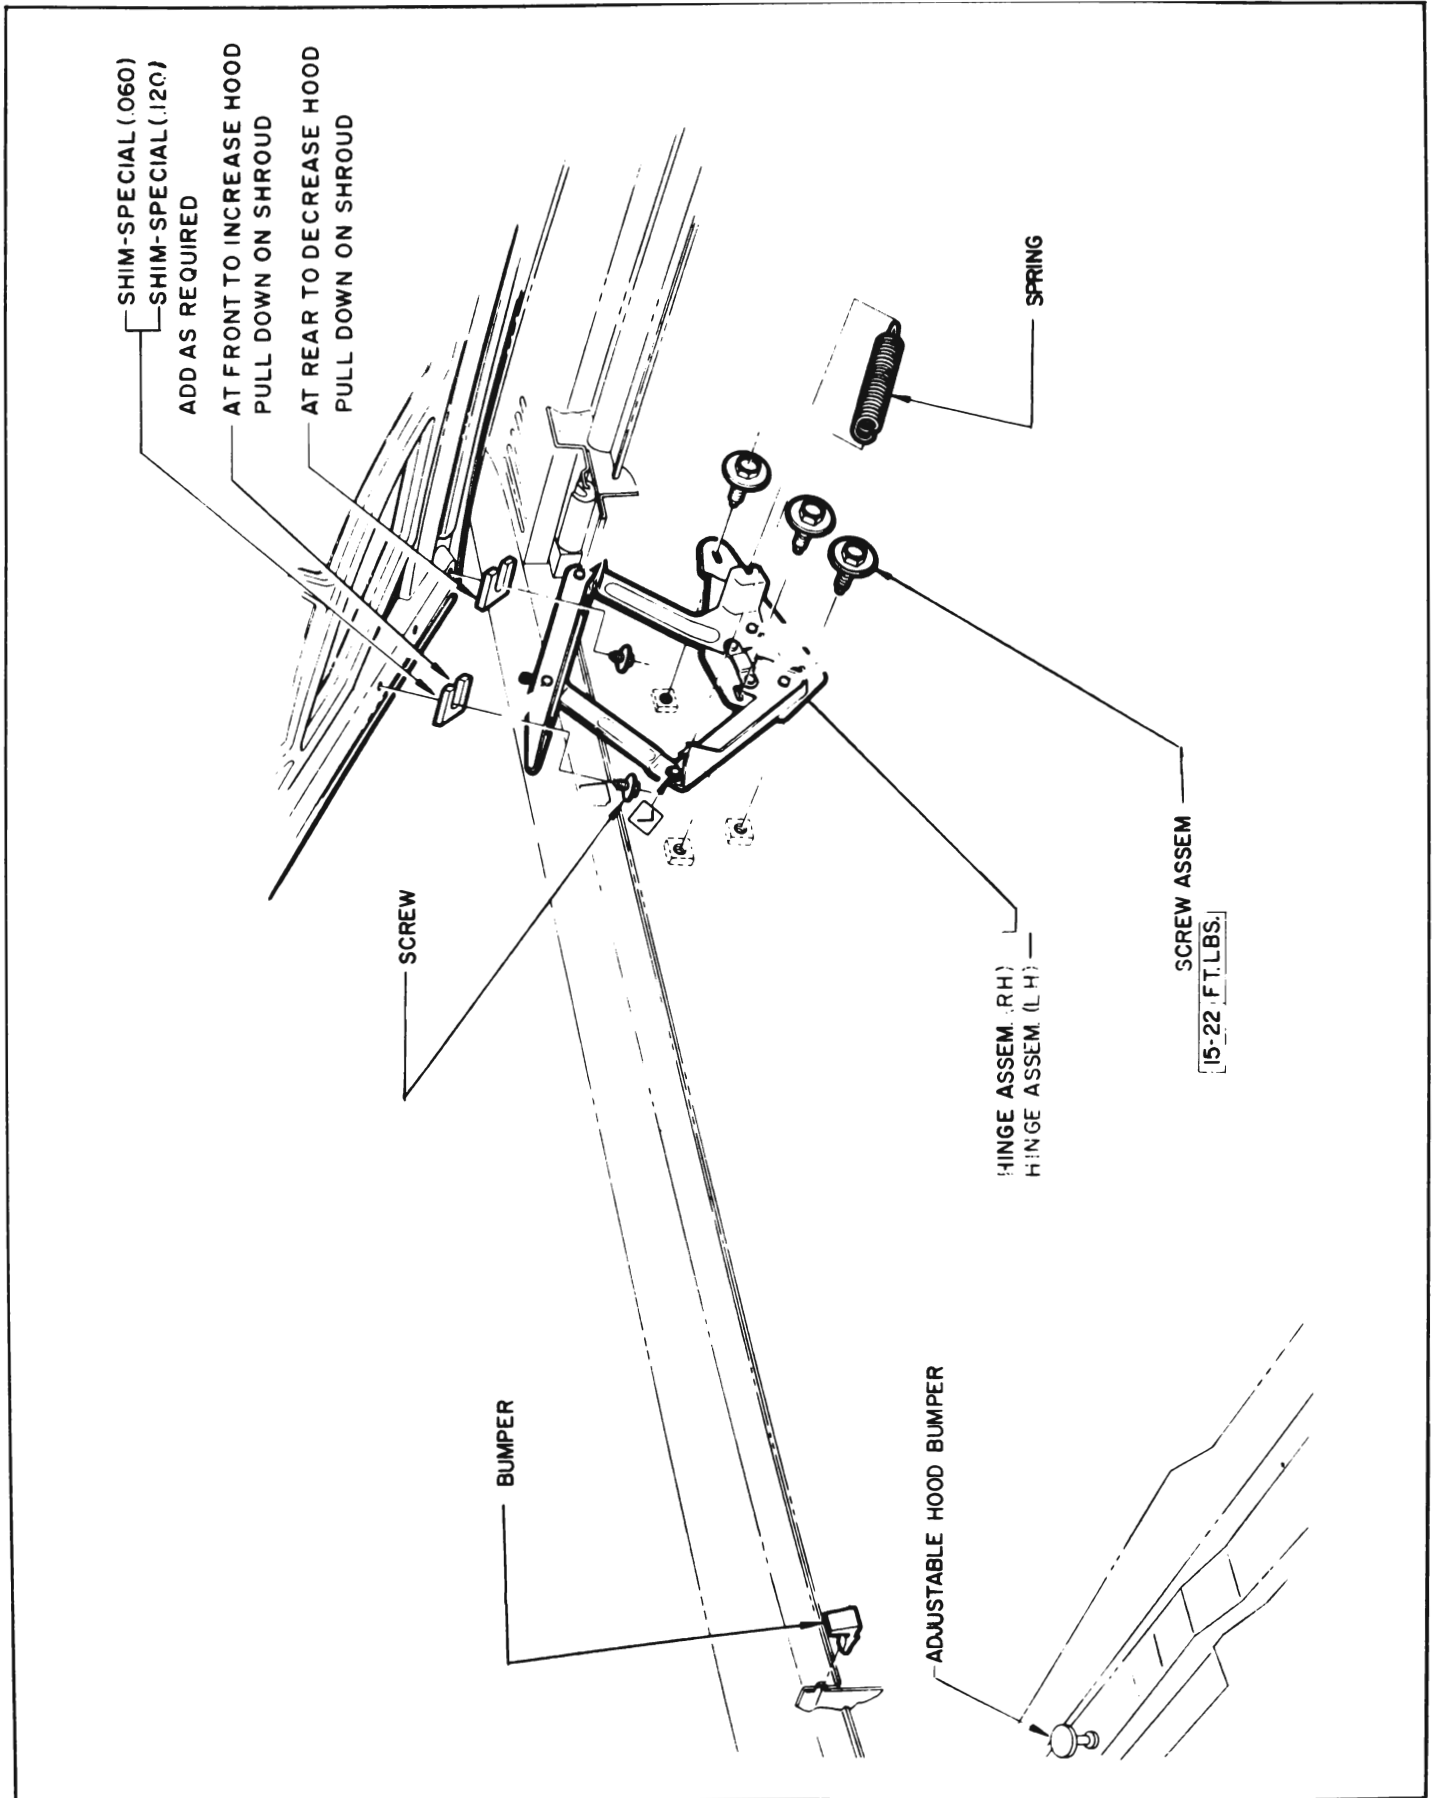 SHIM-SPECIAL (.060)
SHIM-SPECIAL (.120)
ADD AS REQUIRED
AT FRONT TO INCREASE HOOD
PULL DOWN ON SHROUD
AT REAR TO DECREASE HOOD
PULL DOWN ON SHROUD
SPRING
SCREW
SCREW ASSEM
15-22 FT. LBS.
HINGE ASSEM. (RH)
HINGE ASSEM. (LH)
BUMPER
ADJUSTABLE HOOD BUMPER